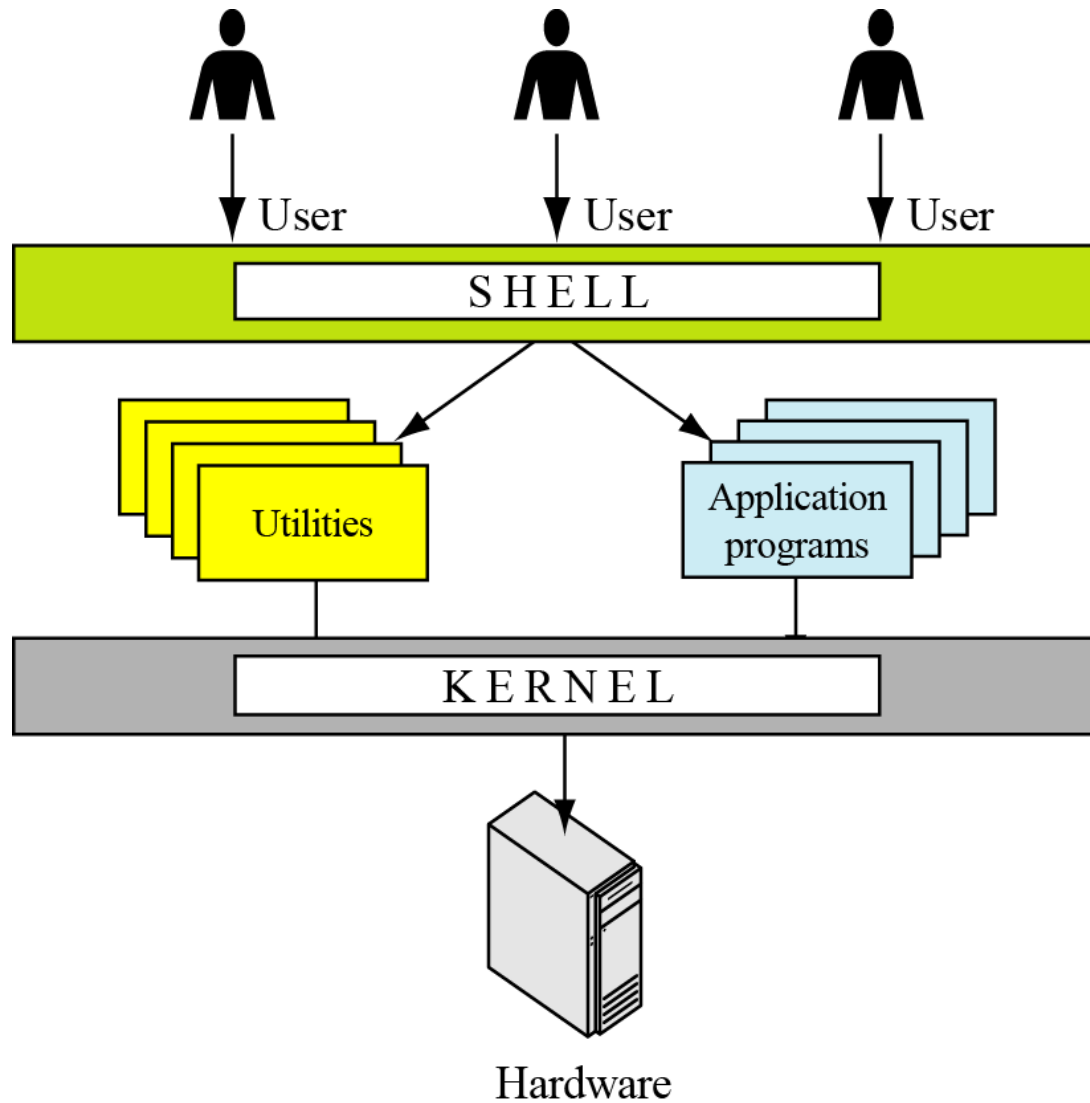 User
User
User
SHELL
Utilities
Application
programs
KERNEL
Hardware